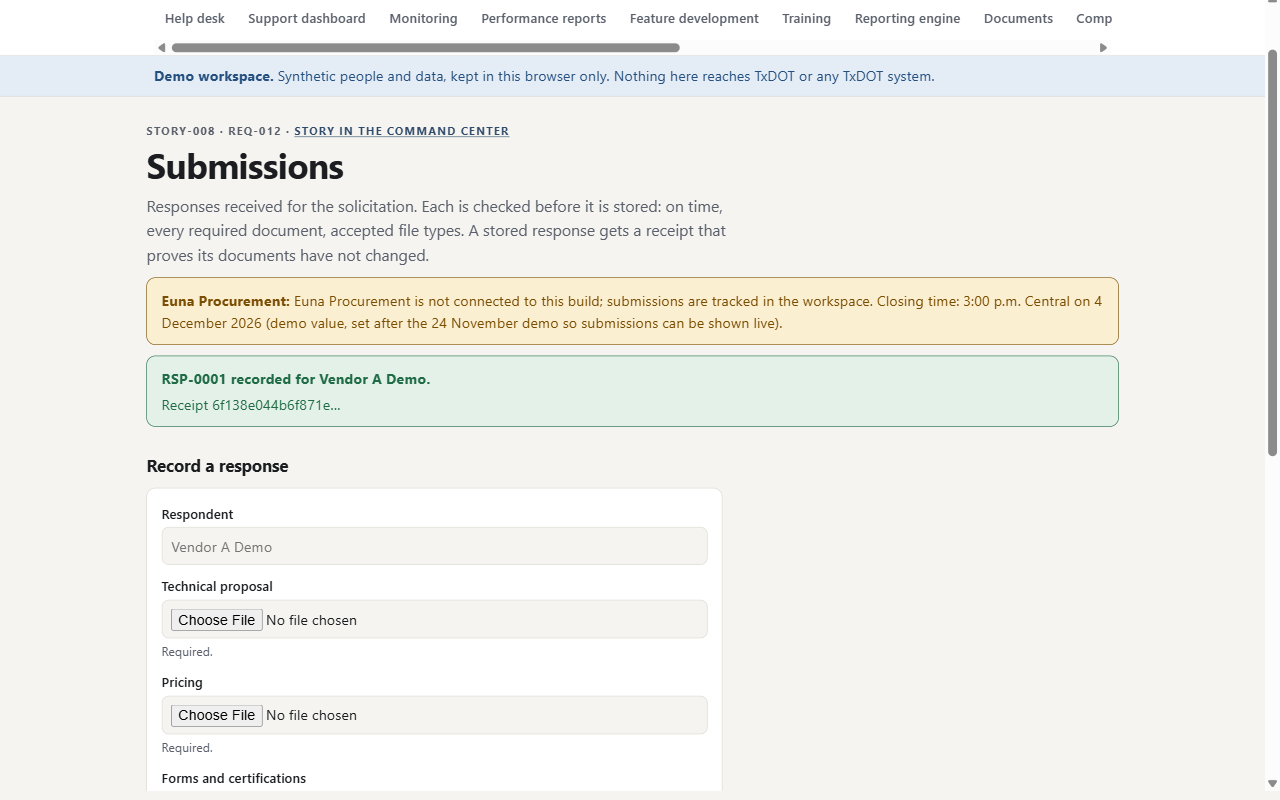 Help desk Support dashboard Monitoring Performance reports Feature development Training Reporting engine Documents Comp
Demo workspace. Synthetic people and data, kept in this browser only. Nothing here reaches TxDOT or any TxDOT system.
STORY-008 · REQ-012 · STORY IN THE COMMAND CENTER
Submissions
Responses received for the solicitation. Each is checked before it is stored: on time,
every required document, accepted file types. A stored response gets a receipt that
proves its documents have not changed.
Euna Procurement: Euna Procurement is not connected to this build; submissions are tracked in the workspace. Closing time: 3:00 p.m. Central on 4
December 2026 (demo value, set after the 24 November demo so submissions can be shown live).
RSP-0001 recorded for Vendor A Demo.
Receipt 6f138e044b6f871e...
Record a response
Respondent
Vendor A Demo
Technical proposal
Choose File No file chosen
Required.
Pricing
Choose File No file chosen
Required.
Forms and certifications